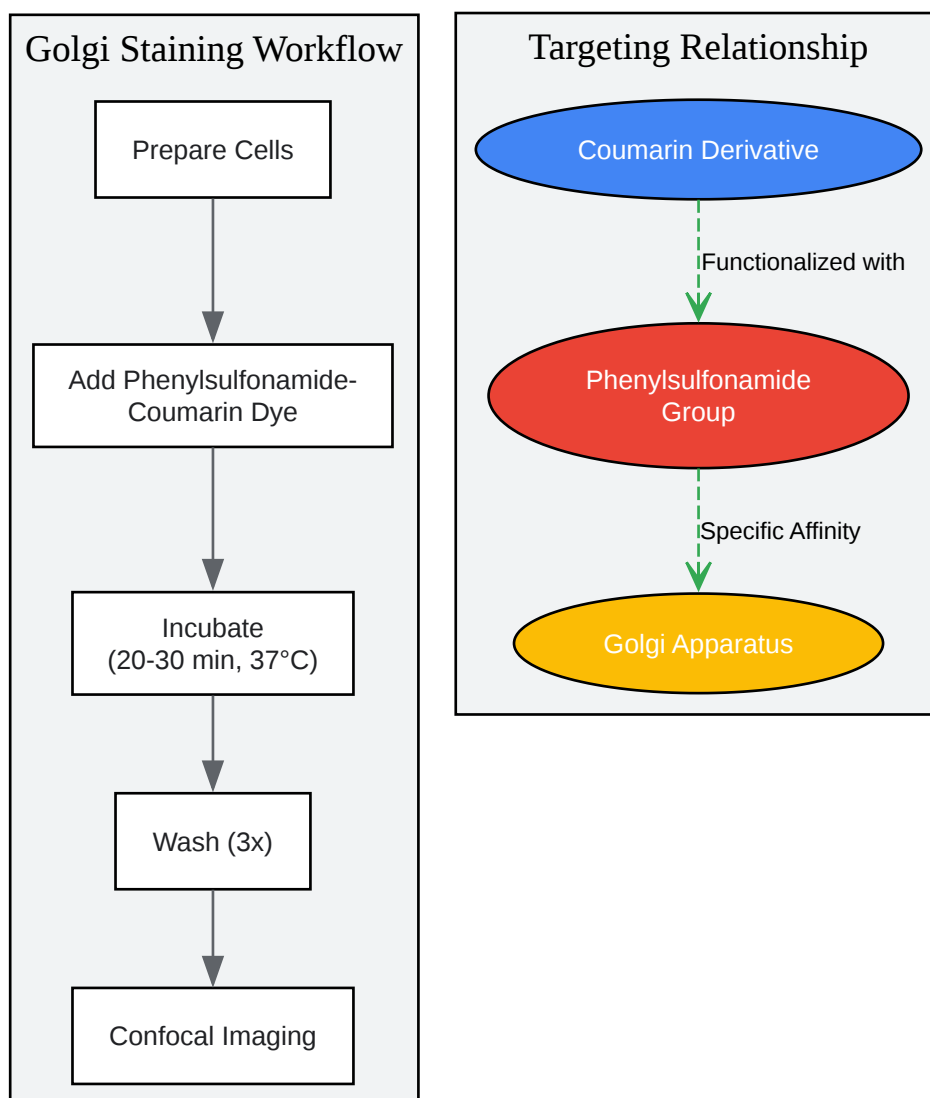 Golgi Staining Workflow
Prepare Cells
Add Phenylsulfonamide-
Coumarin Dye
Incubate
(20-30 min, 37°C)
Wash (3x)
Confocal Imaging
Targeting Relationship
Coumarin Derivative
Functionalized with
Phenylsulfonamide
Group
Specific Affinity
Golgi Apparatus